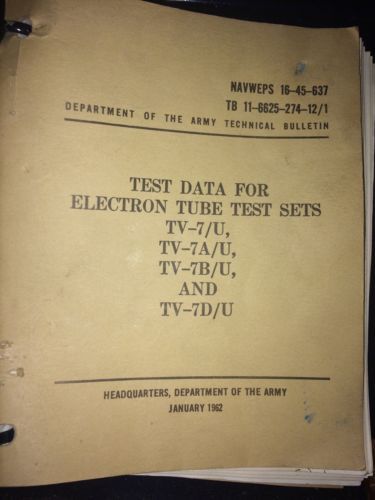 NAVWEPS 16-45-637
TB 11-6625-274-12/1
DEPARTMENT OF THE ARMY TECHNICAL BULLETIN
TEST DATA FOR
ELECTRON TUBE TEST SETS
TV-7/U,
TV-7A/U,
TV-7B/U,
AND
TV-7D/U
HEADQUARTERS, DEPARTMENT OF THE ARMY
JANUARY 1962